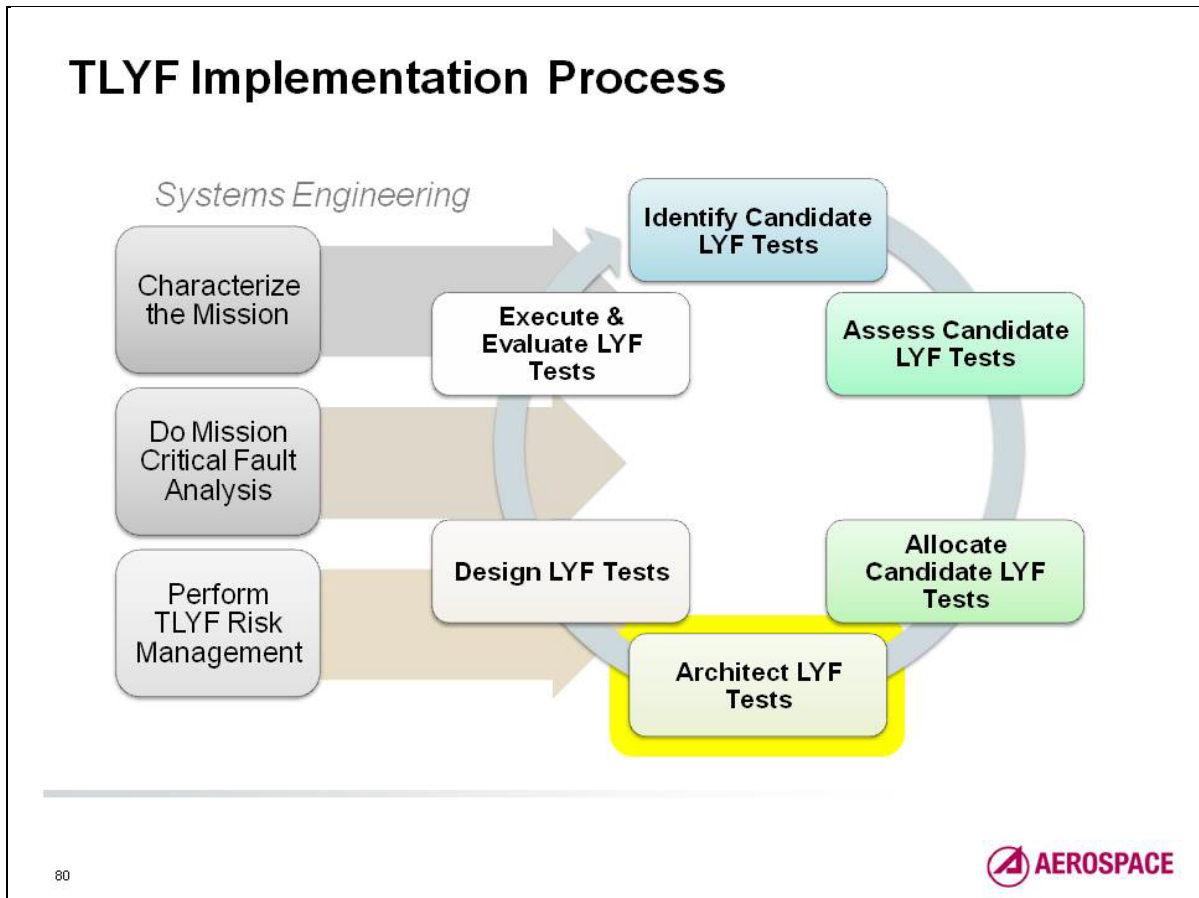 TLYF Implementation Process
Systems Engineering
Characterize
the Mission
Do Mission
Critical Fault
Analysis
Perform
TLYF Risk
Management
Identify Candidate
LYF Tests
Assess Candidate
LYF Tests
Allocate
Candidate LYF
Tests
Architect LYF
Tests
Design LYF Tests
Execute &
Evaluate LYF
Tests
80
AEROSPACE